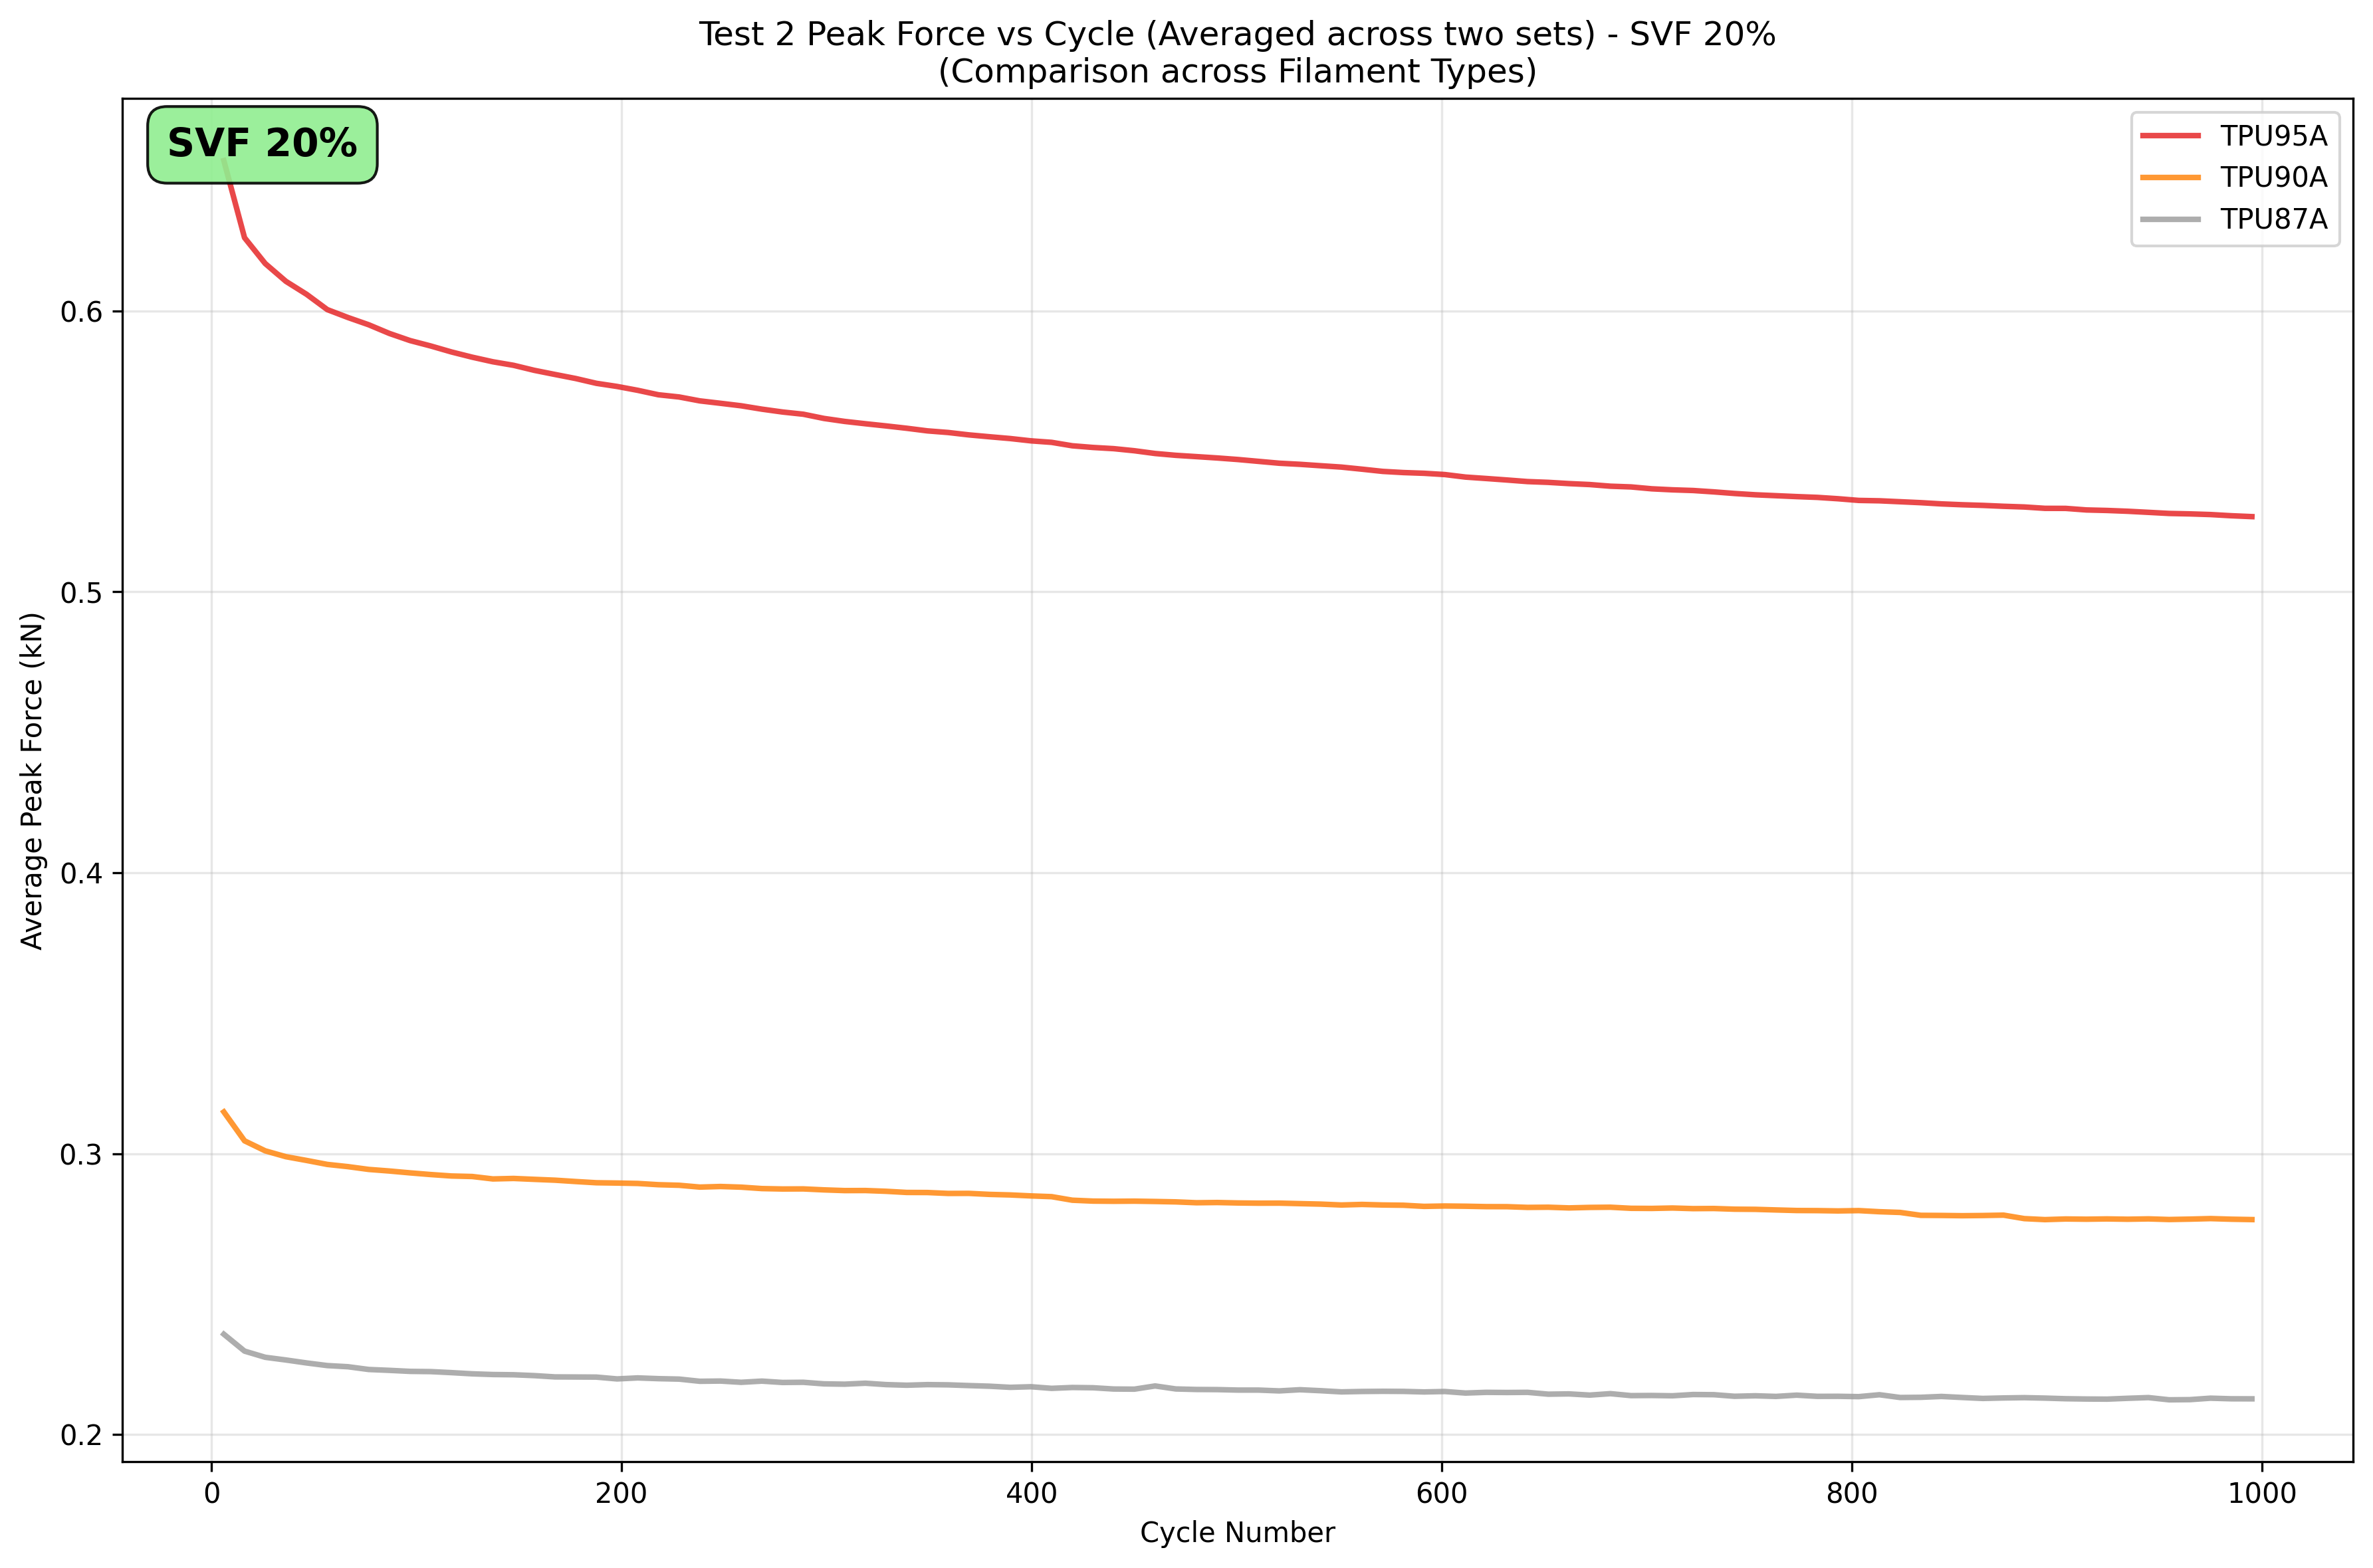 Test 2 Peak Force vs Cycle (Averaged across two sets) - SVF 20%
(Comparison across Filament Types)
SVF 20%
TPU95A
TPU90A
TPU87A
Average Peak Force (kN)
0.6
0.5
0.4
0.3
0.2
0
200
400
600
800
1000
Cycle Number